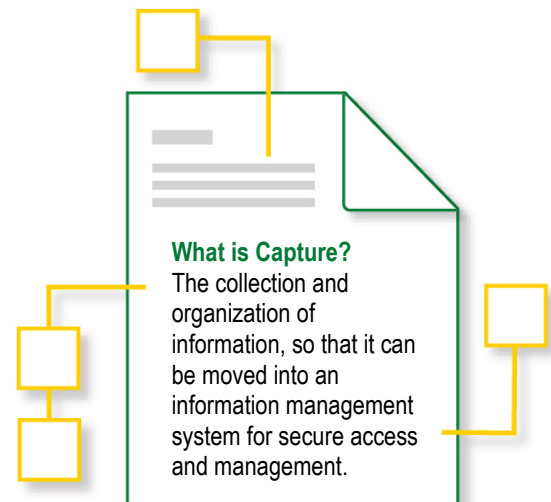 What is Capture?
The collection and
organization of
information, so that it can
be moved into an
information management
system for secure access
and management.